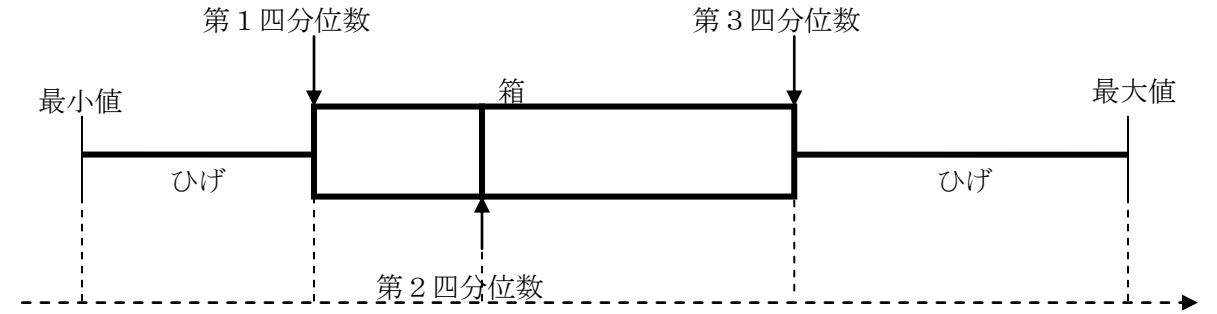 第１四分位数
第３四分位数
最小値
箱
最大値
ひげ
ひげ
第２四分位数